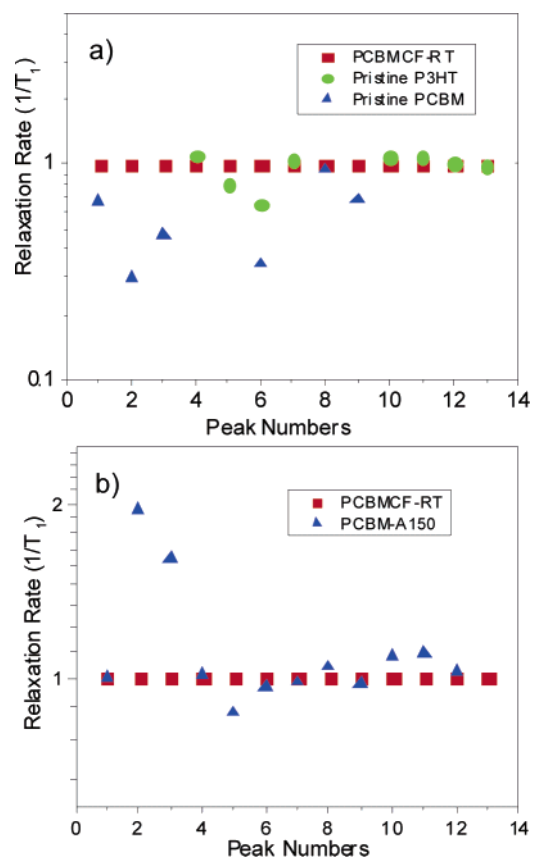 a)
PCBMCF-RT
Pristine P3HT
Pristine PCBM
Relaxation Rate (1/T₁)
1
0.1
0 2 4 6 8 10 12 14
Peak Numbers
b)
PCBMCF-RT
PCBM-A150
Relaxation Rate (1/T₁)
2
1
0 2 4 6 8 10 12 14
Peak Numbers